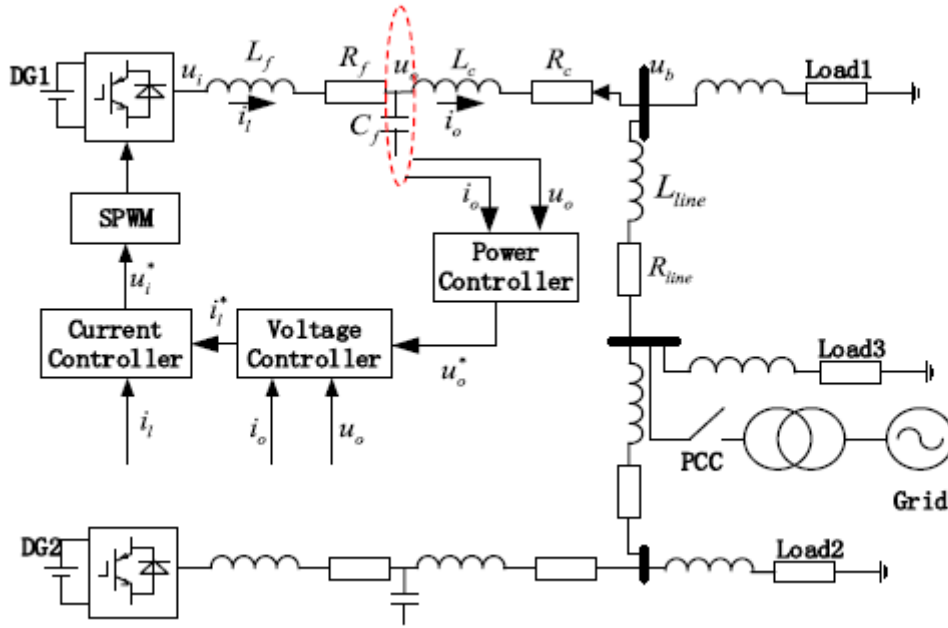 DG1
u_i
L_f
i_l
R_f
C_f
L_c
i_o
R_c
u_b
Load1
L_line
R_line
i_o
u_o
SPWM
Power
Controller
u_i^*
Current
Controller
i_l^*
Voltage
Controller
u_o^*
i_l
i_o
u_o
Load3
PCC
Grid
DG2
Load2